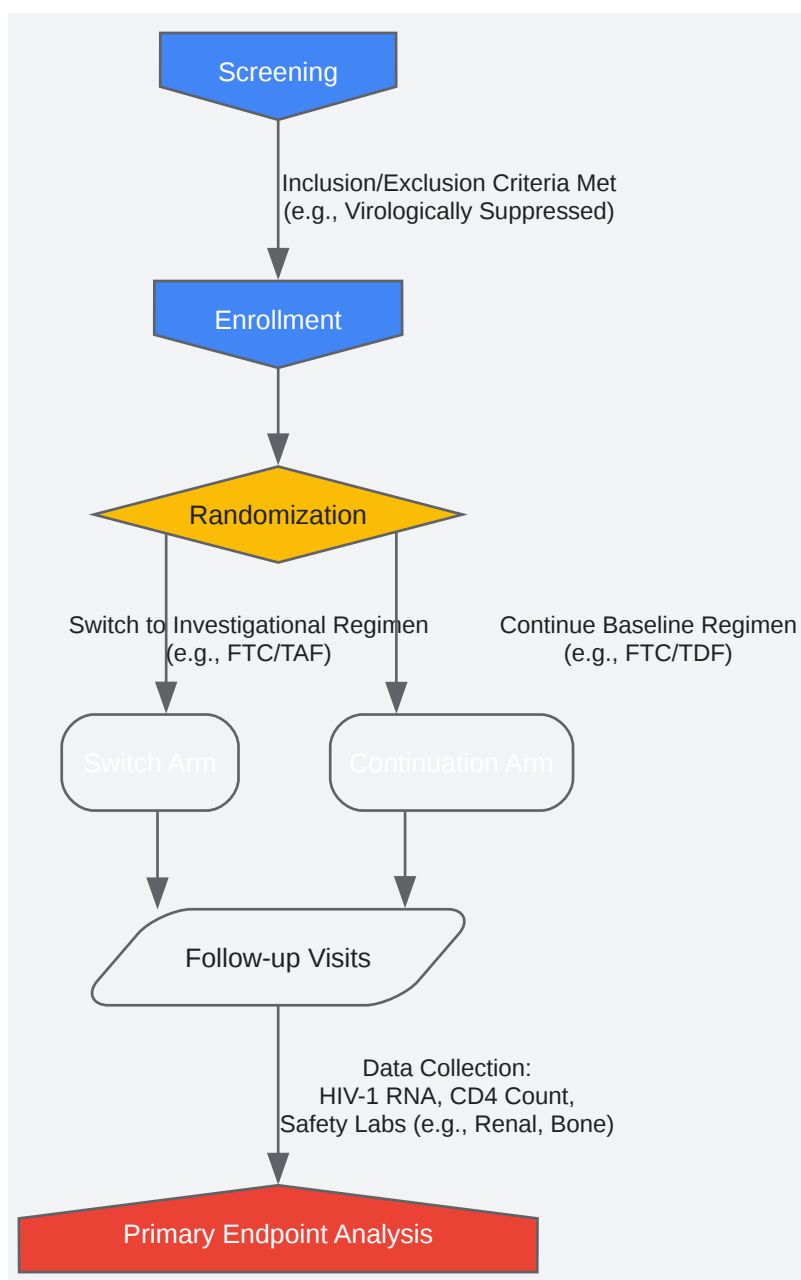 Screening
Inclusion/Exclusion Criteria Met
(e.g., Virologically Suppressed)
Enrollment
Randomization
Switch to Investigational Regimen
(e.g., FTC/TAF)
Continue Baseline Regimen
(e.g., FTC/TDF)
Switch Arm
Continuation Arm
Follow-up Visits
Data Collection:
HIV-1 RNA, CD4 Count,
Safety Labs (e.g., Renal, Bone)
Primary Endpoint Analysis